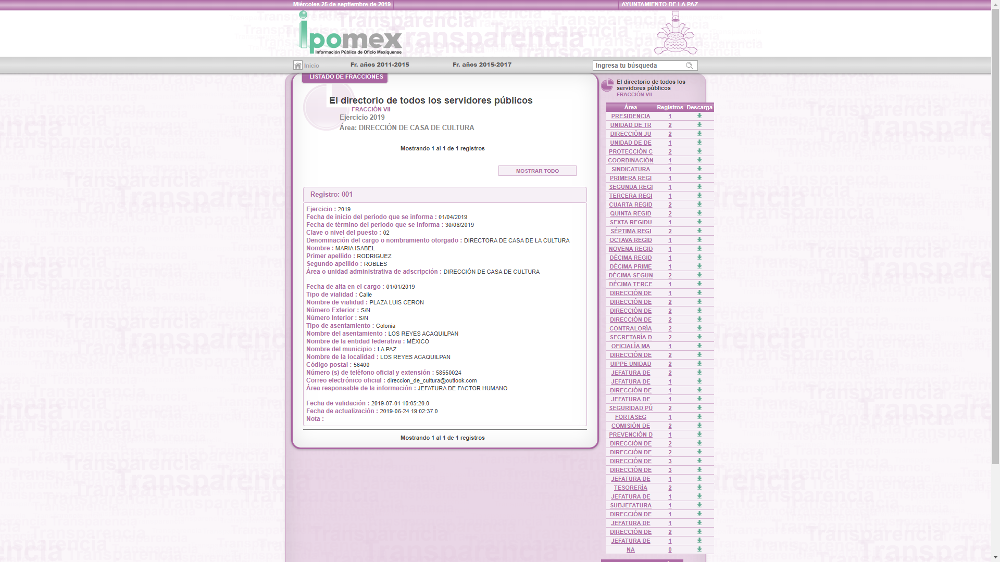 Miércoles 25 de septiembre de 2019
AYUNTAMIENTO DE LA PAZ
ipomex
Información Pública de Oficio Mexiquense
Inicio
Fr. años 2011-2015
Fr. años 2015-2017
Ingresa tu búsqueda
LISTADO DE FRACCIONES
El directorio de todos los servidores públicos
FRACCIÓN VII
Ejercicio 2019
Área: DIRECCIÓN DE CASA DE CULTURA
Mostrando 1 al 1 de 1 registros
MOSTRAR TODO
Registro: 001
Ejercicio : 2019
Fecha de inicio del periodo que se informa : 01/04/2019
Fecha de término del periodo que se informa : 30/06/2019
Clave o nivel del puesto : 02
Denominación del cargo o nombramiento otorgado : DIRECTORA DE CASA DE LA CULTURA
Nombre : MARIA ISABEL
Primer apellido : RODRIGUEZ
Segundo apellido : ROBLES
Área o unidad administrativa de adscripción : DIRECCIÓN DE CASA DE CULTURA
Fecha de alta en el cargo : 01/01/2019
Tipo de vialidad : Calle
Nombre de vialidad : PLAZA LUIS CERON
Número Exterior : S/N
Número Interior : S/N
Tipo de asentamiento : Colonia
Nombre del asentamiento : LOS REYES ACAQUILPAN
Nombre de la entidad federativa : MÉXICO
Nombre del municipio : LA PAZ
Nombre de la localidad : LOS REYES ACAQUILPAN
Código postal : 56400
Número (s) de teléfono oficial y extensión : 58550024
Correo electrónico oficial : direccion_de_cultura@outlook.com
Área responsable de la información : JEFATURA DE FACTOR HUMANO
Fecha de validación : 2019-07-01 10:05:20.0
Fecha de actualización : 2019-06-24 19:02:37.0
Nota :
Mostrando 1 al 1 de 1 registros
El directorio de todos los
servidores públicos
FRACCIÓN VII
Área Registros Descarga
PRESIDENCIA 1
UNIDAD DE TR 2
DIRECCIÓN JU 2
UNIDAD DE DE 1
PROTECCIÓN C 2
COORDINACIÓN 1
SINDICATURA 1
PRIMERA REGI 1
SEGUNDA REGI 1
TERCERA REGI 1
CUARTA REGID 2
QUINTA REGID 2
SEXTA REGIDU 1
SÉPTIMA REGI 2
OCTAVA REGID 1
NOVENA REGID 1
DÉCIMA REGID 1
DÉCIMA PRIME 1
DÉCIMA SEGUN 2
DÉCIMA TERCE 1
DIRECCIÓN DE 1
DIRECCIÓN DE 2
DIRECCIÓN DE 2
DIRECCIÓN DE 2
CONTRALORÍA 2
SECRETARÍA D 2
OFICIALÍA MA 1
DIRECCIÓN DE 2
UIPPE UNIDAD 2
JEFATURA DE 2
JEFATURA DE 1
DIRECCIÓN DE 1
JEFATURA DE 1
SEGURIDAD PÚ 2
FORTASEG 1
COMISIÓN DE 2
PREVENCIÓN D 1
DIRECCIÓN DE 2
DIRECCIÓN DE 2
DIRECCIÓN DE 3
DIRECCIÓN DE 3
JEFATURA DE 1
TESORERÍA 2
JEFATURA DE 1
SUBJEFATURA 1
DIRECCIÓN DE 1
JEFATURA DE 1
DIRECCIÓN DE 2
JEFATURA DE 1
NA 0